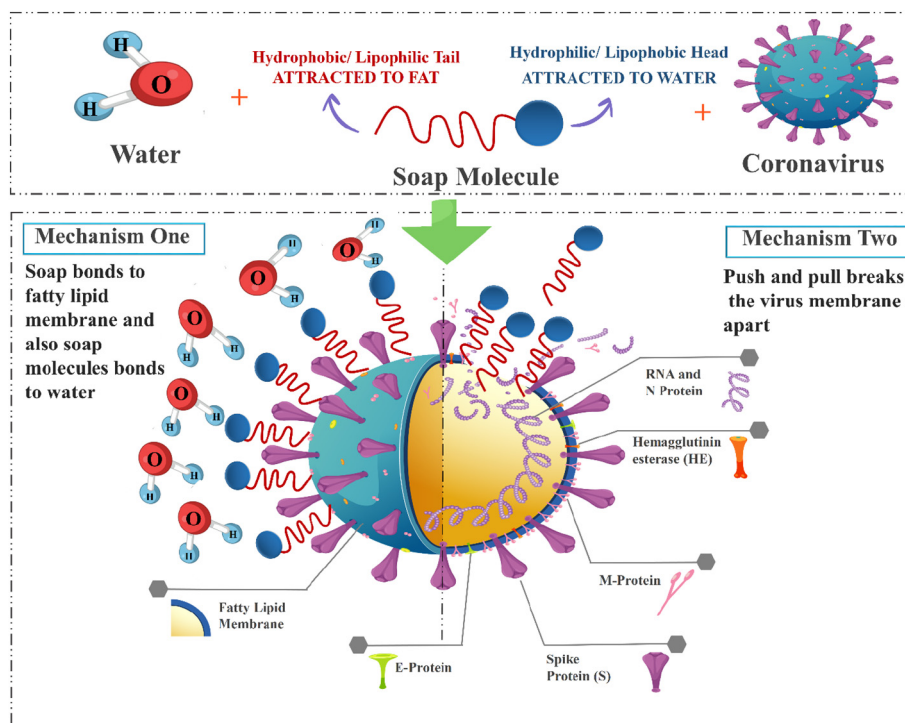 H
O
H
Water
+
Hydrophobic/ Lipophilic Tail
ATTRACTED TO FAT
Hydrophilic/ Lipophobic Head
ATTRACTED TO WATER
Soap Molecule
+
Coronavirus
Mechanism One
Soap bonds to
fatty lipid
membrane and
also soap
molecules bonds
to water
H
O
H
H
O
H
O
H
H
O
H
H
O
H
H
O
H
H
Mechanism Two
Push and pull breaks
the virus membrane
apart
RNA and
N Protein
Hemagglutinin
esterase (HE)
M-Protein
Fatty Lipid
Membrane
E-Protein
Spike
Protein (S)